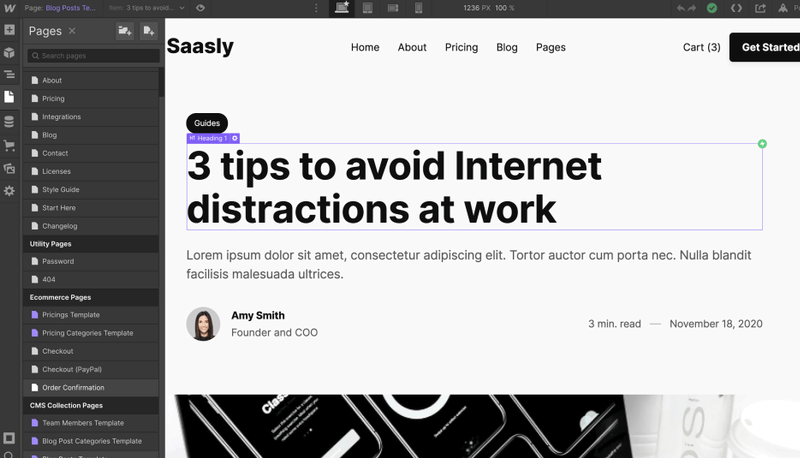 Page: Blog Posts Te...
Item: 3 tips to avoid...
1236 PX 100 %
Pages
Search pages
About
Pricing
Integrations
Blog
Contact
Licenses
Style Guide
Start Here
Changelog
Utility Pages
Password
404
Ecommerce Pages
Pricings Template
Pricing Categories Template
Checkout
Checkout (PayPal)
Order Confirmation
CMS Collection Pages
Team Members Template
Blog Post Categories Template
Saasly
Home About Pricing Blog Pages
Cart (3)
Get Started
Guides
H1 Heading 1
3 tips to avoid Internet
distractions at work
Lorem ipsum dolor sit amet, consectetur adipiscing elit. Tortor auctor cum porta nec. Nulla blandit
facilisis malesuada ultrices.
Amy Smith
Founder and COO
3 min. read — November 18, 2020